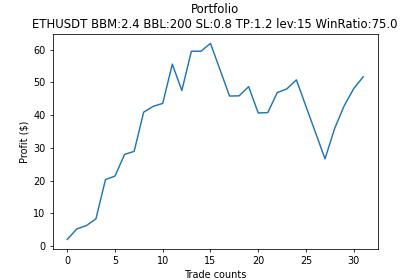 Portfolio
ETHUSDT BBM:2.4 BBL:200 SL:0.8 TP:1.2 lev:15 WinRatio:75.0
60
50
40
30
20
10
0
Profit ($)
0 5 10 15 20 25 30
Trade counts